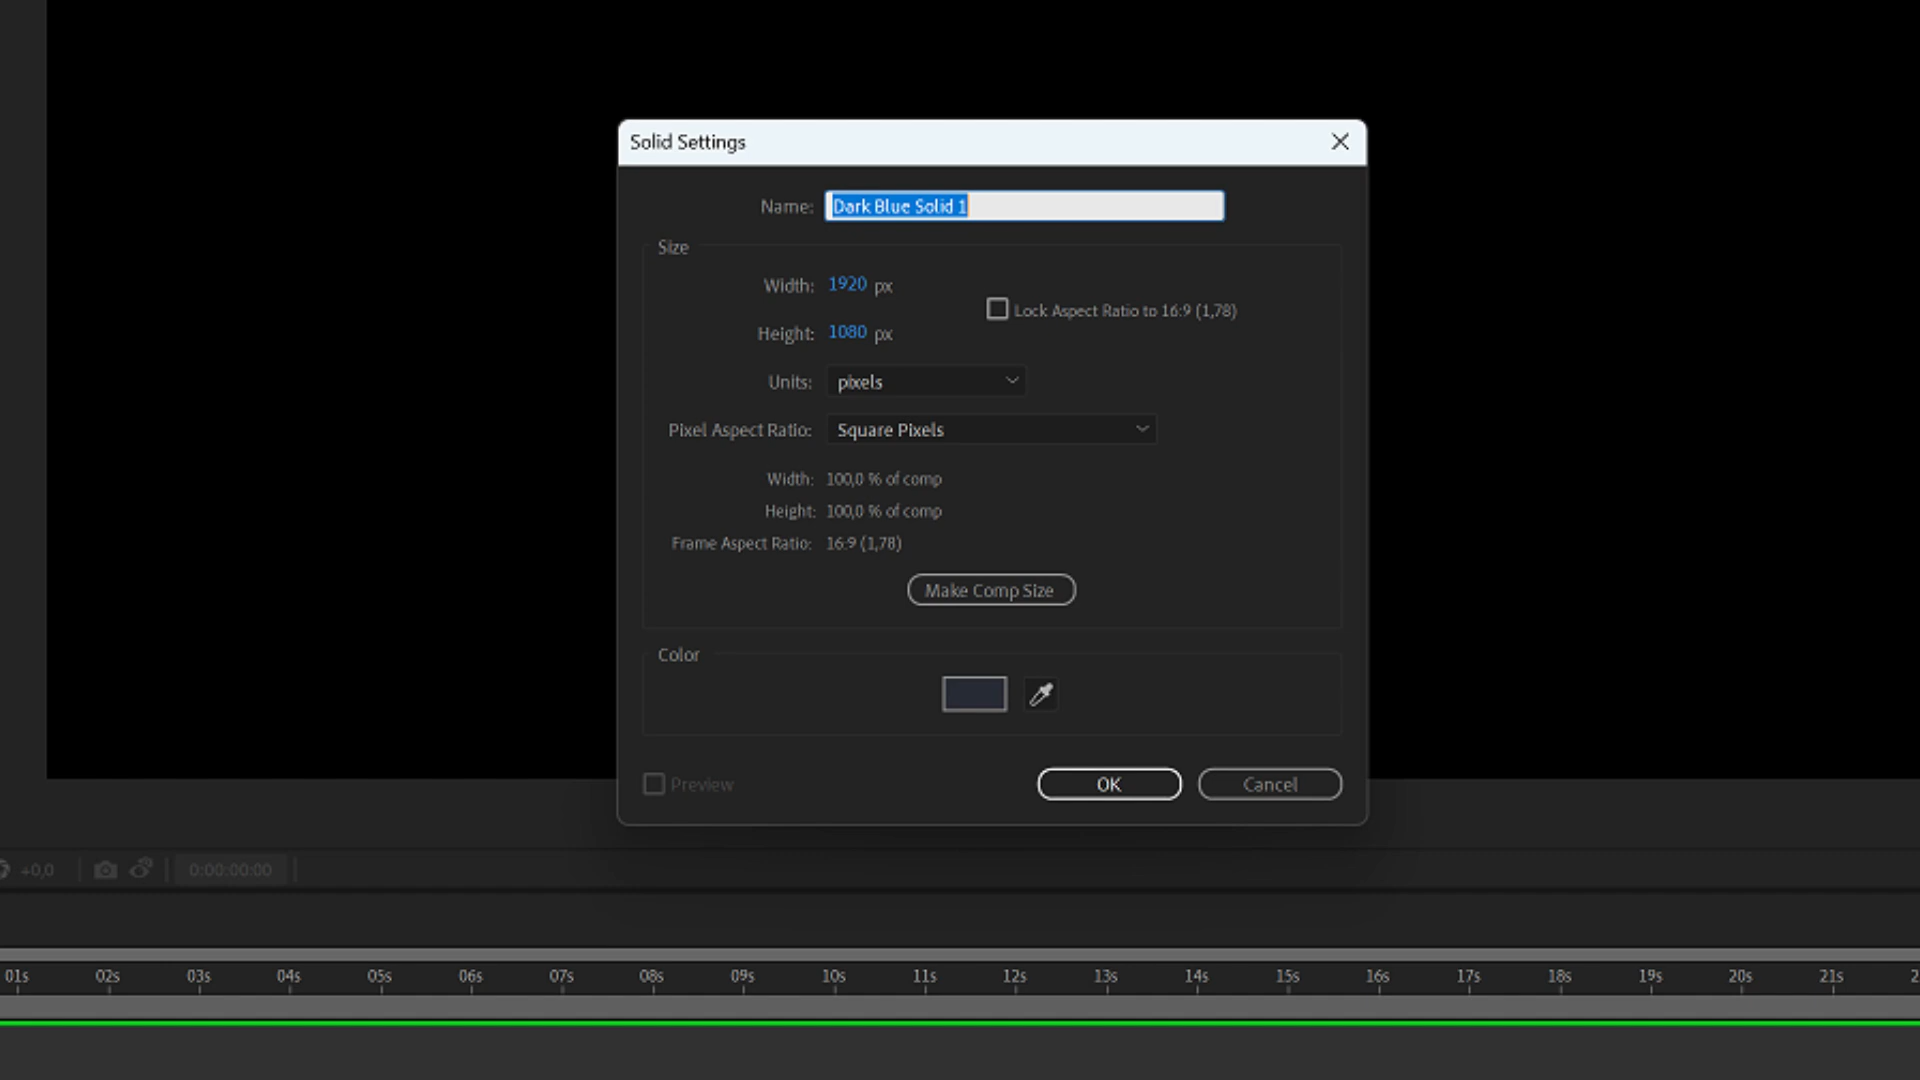 Solid Settings
Name: Dark Blue Solid 1
Size
Width: 1920 px
Lock Aspect Ratio to 16:9 (1,78)
Height: 1080 px
Units: pixels
Pixel Aspect Ratio: Square Pixels
Width: 100,0 % of comp
Height: 100,0 % of comp
Frame Aspect Ratio: 16:9 (1,78)
Make Comp Size
Color
Preview OK Cancel
+0,0 0:00:00:00
01s 02s 03s 04s 05s 06s 07s 08s 09s 10s 11s 12s 13s 14s 15s 16s 17s 18s 19s 20s 21s